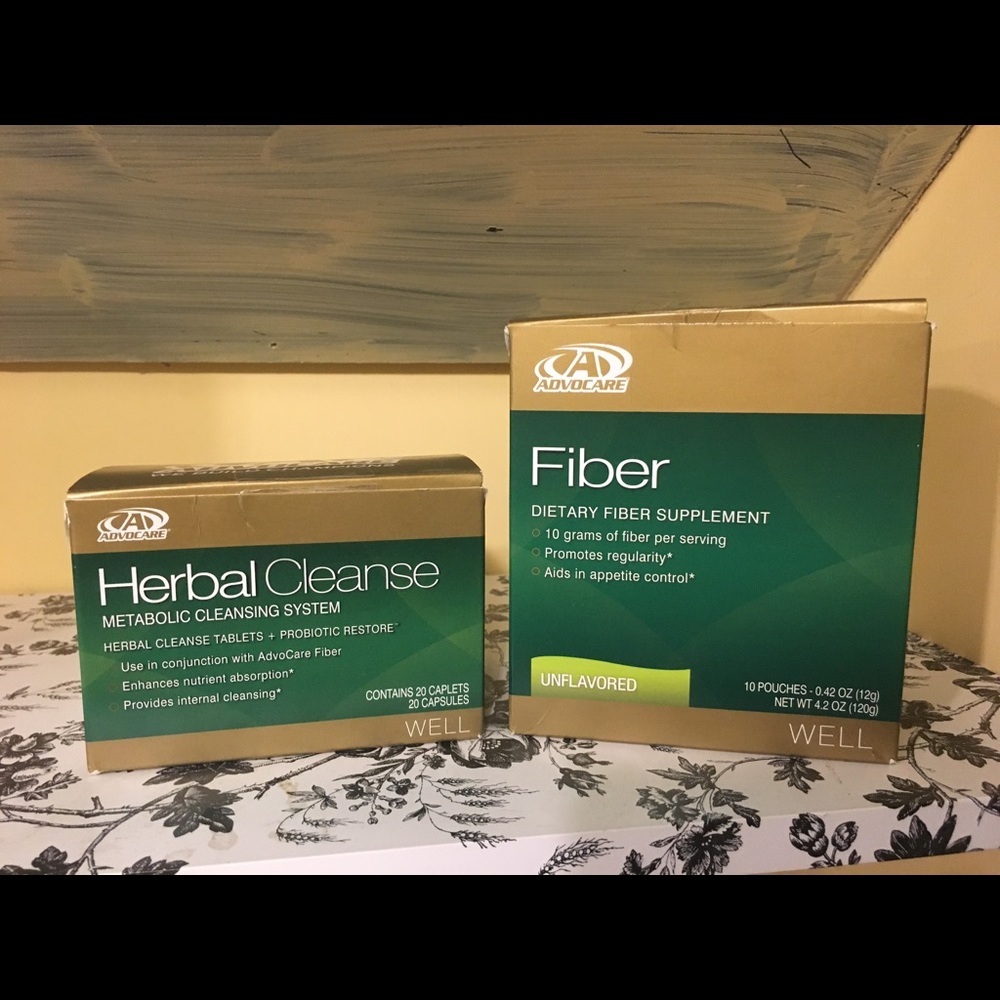 ADVOCARE®
Herbal Cleanse
METABOLIC CLEANSING SYSTEM
HERBAL CLEANSE TABLETS + PROBIOTIC RESTORE™
Use in conjunction with AdvoCare Fiber
Enhances nutrient absorption*
Provides internal cleansing*
CONTAINS 20 CAPLETS
20 CAPSULES
WELL
ADVOCARE
Fiber
DIETARY FIBER SUPPLEMENT
10 grams of fiber per serving
Promotes regularity*
Aids in appetite control*
UNFLAVORED
10 POUCHES - 0.42 OZ (12g)
NET WT 4.2 OZ (120g)
WELL